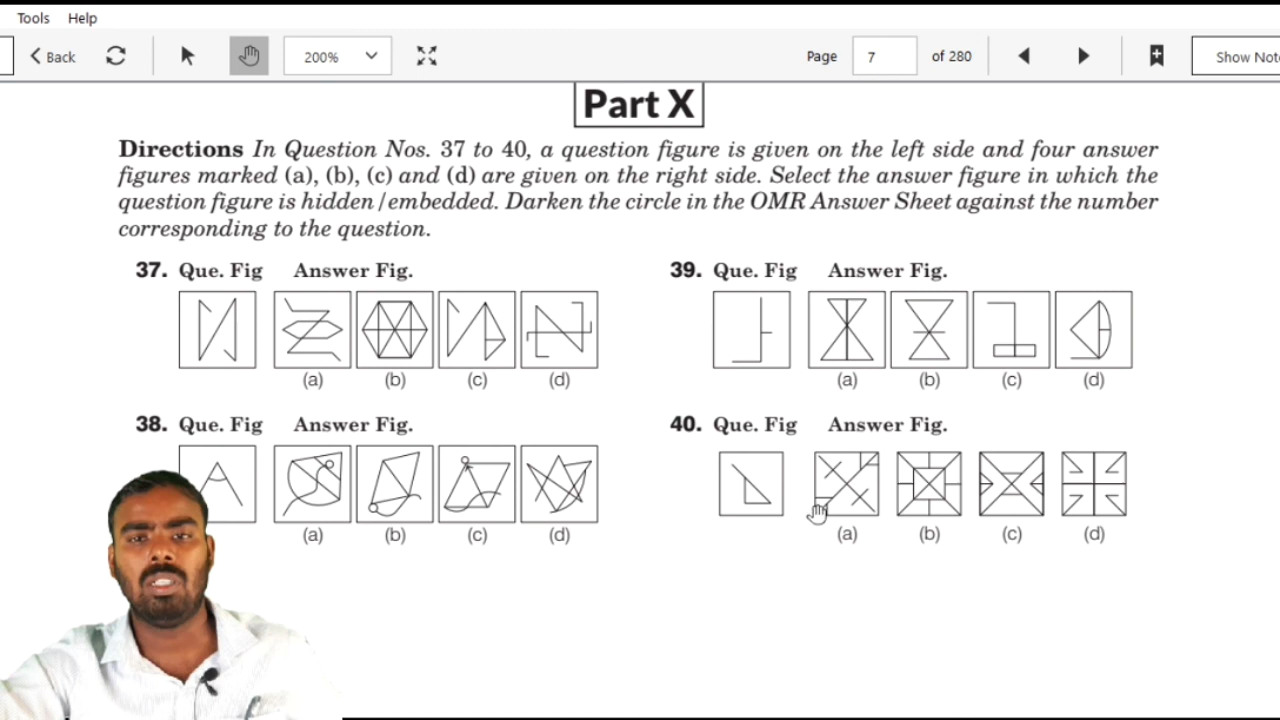 Tools Help
Back 200% Page 7 of 280 Show Not
Part X
Directions In Question Nos. 37 to 40, a question figure is given on the left side and four answer
figures marked (a), (b), (c) and (d) are given on the right side. Select the answer figure in which the
question figure is hidden/embedded. Darken the circle in the OMR Answer Sheet against the number
corresponding to the question.
37. Que. Fig Answer Fig.
(a) (b) (c) (d)
38. Que. Fig Answer Fig.
(a) (b) (c) (d)
39. Que. Fig Answer Fig.
(a) (b) (c) (d)
40. Que. Fig Answer Fig.
(a) (b) (c) (d)